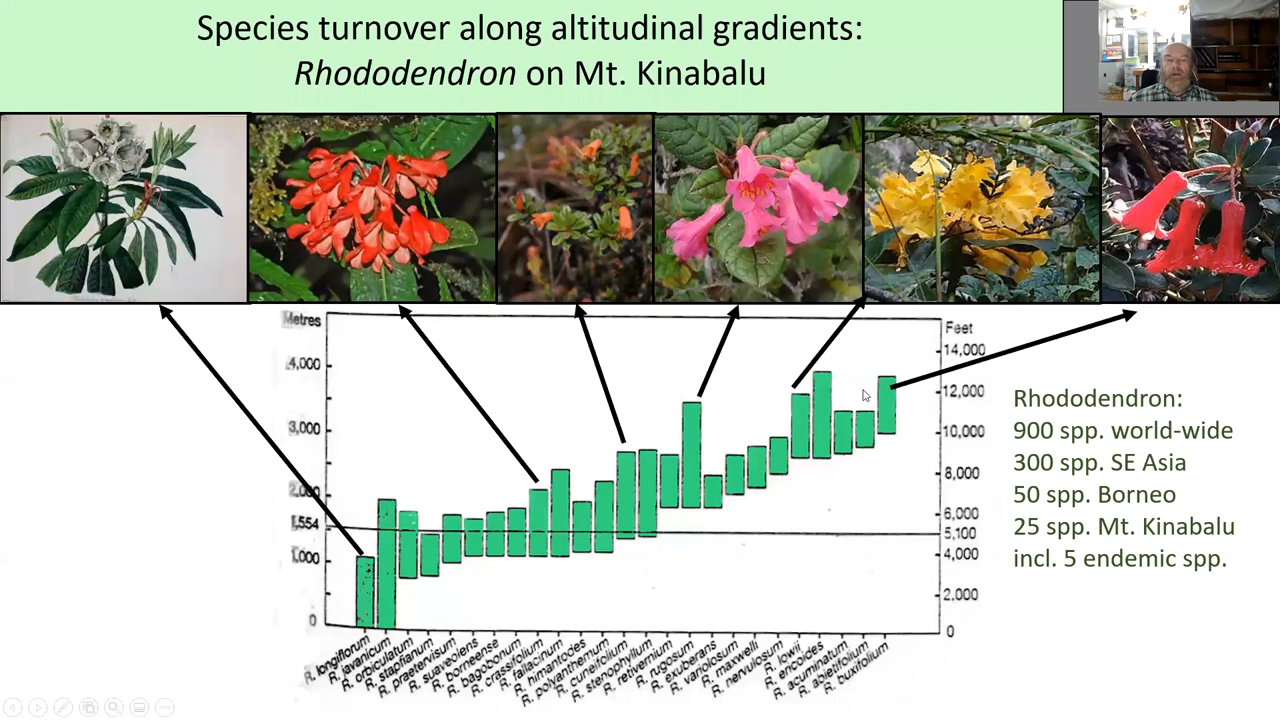 Species turnover along altitudinal gradients:
Rhododendron on Mt. Kinabalu
Metres
Feet
4,000
3,000
2,000
1,554
1,000
0
14,000
12,000
10,000
8,000
6,000
5,100
4,000
2,000
0
Rhododendron:
900 spp. world-wide
300 spp. SE Asia
50 spp. Borneo
25 spp. Mt. Kinabalu
incl. 5 endemic spp.
R. longiflorum
R. javanicum
R. orbiculatum
R. stapfianum
R. praetervisum
R. suaveolens
R. borneense
R. bagobonum
R. crassifolium
R. fallacinum
R. himantodes
R. polyanthemum
R. cuneifolium
R. stenophyllum
R. retivenium
R. rugosum
R. exuberans
R. variolosum
R. maxwelli
R. nervulosum
R. lowii
R. ericoides
R. acuminatum
R. abietifolium
R. buxifolium